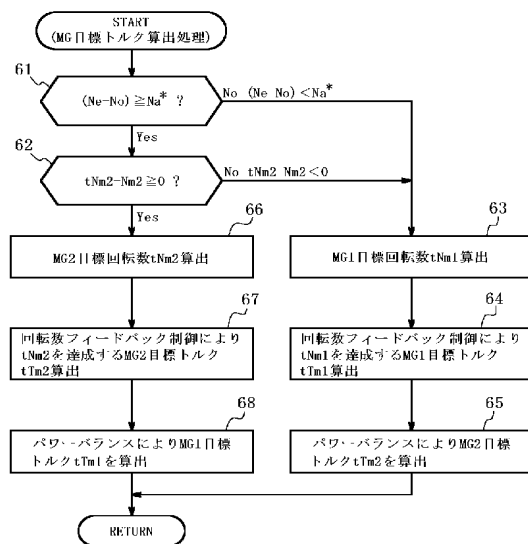 START
(MG目標トルク算出処理)
61
(Ne-No)≧Na* ?
No (Ne No)<Na*
Yes
62
tNm2-Nm2≧0 ?
No tNm2 Nm2<0
Yes
66
MG2目標回転数tNm2算出
63
MG1目標回転数tNm1算出
67
回転数フィードバック制御により
tNm2を達成するMG2目標トルク
tTm2算出
64
回転数フィードバック制御により
tNm1を達成するMG1目標トルク
tTm1算出
68
パワーバランスによりMG1目標
トルクtTm1を算出
65
パワーバランスによりMG2目標
トルクtTm2を算出
RETURN